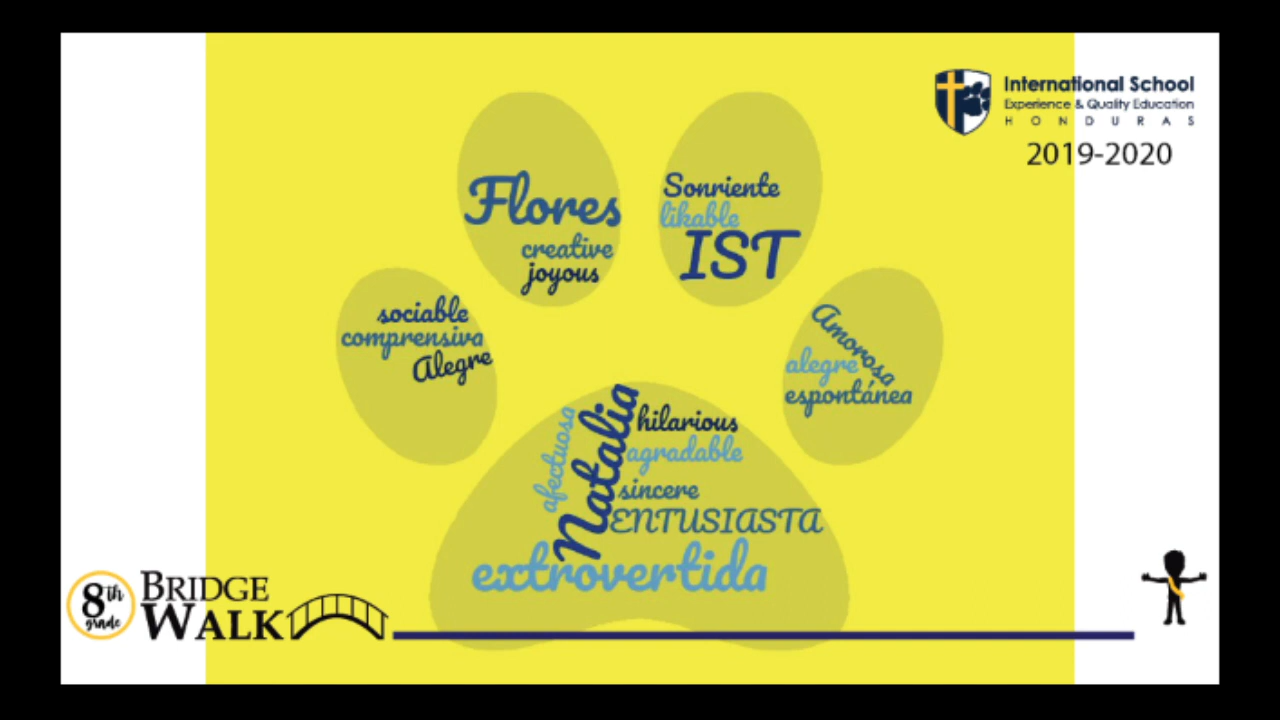 International School
Experience & Quality Education
HONDURAS
2019-2020
Flores
creative
joyous
Sonriente
likable
IST
sociable
comprensiva
Alegre
Amorosa
alegre
espontánea
afectuosa
Natalia
hilarious
agradable
sincere
ENTUSIASTA
extrovertida
8th
grade
BRIDGE
WALK